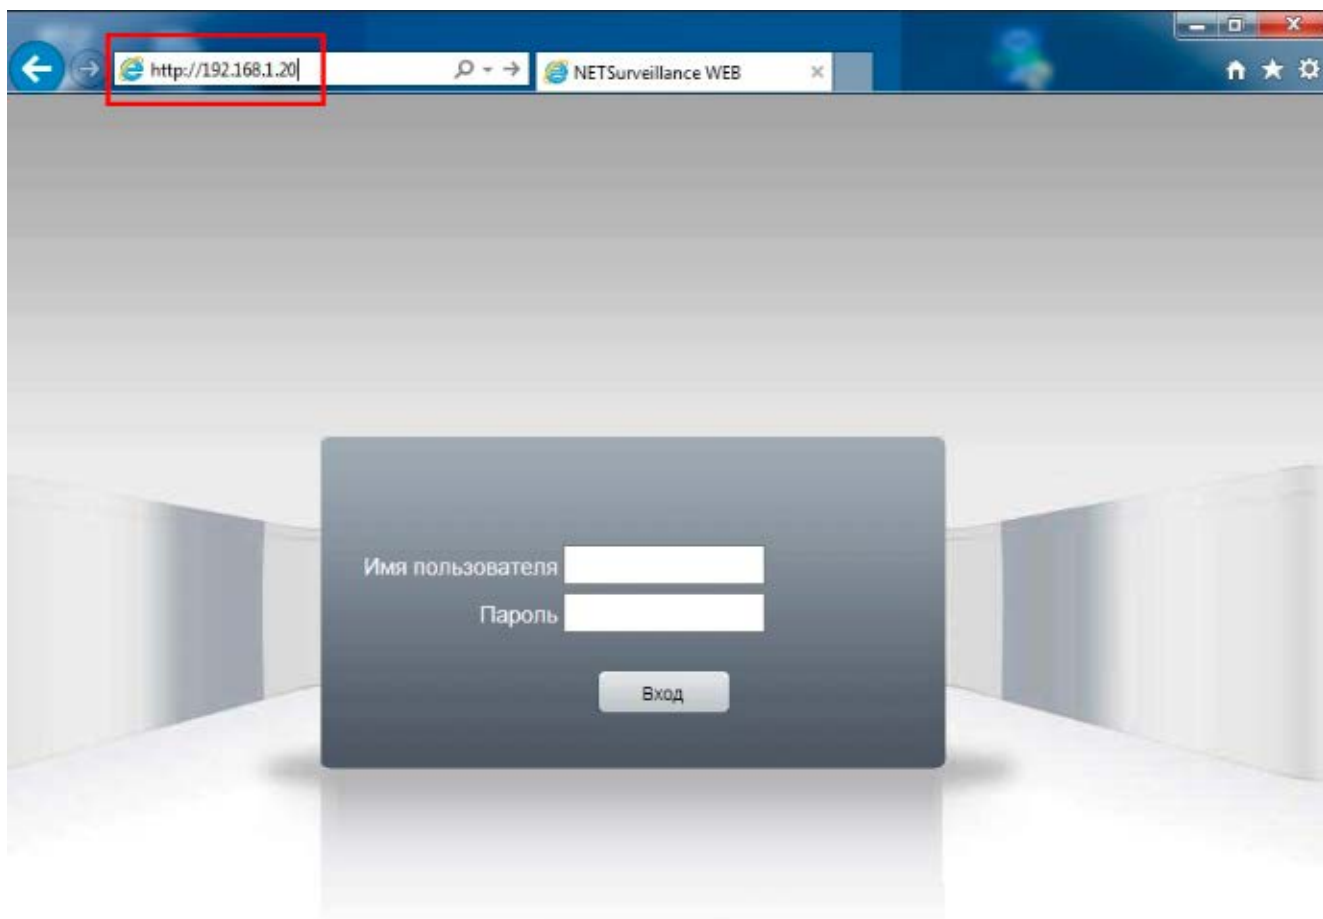 http://192.168.1.20
NETSurveillance WEB
Имя пользователя
Пароль
Вход